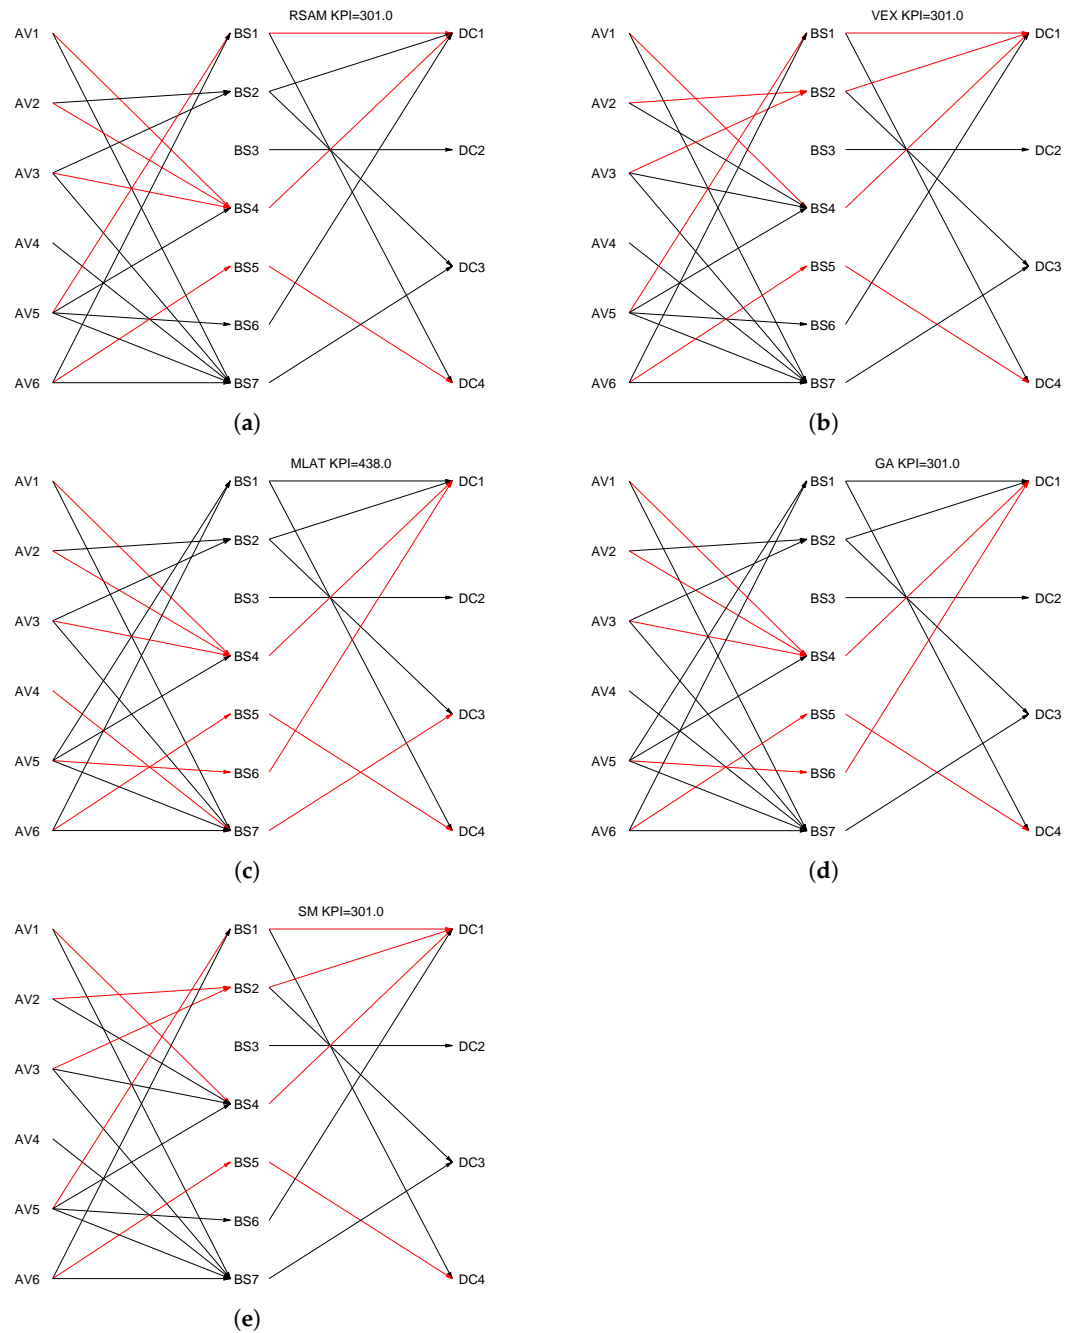 RSAM KPI=301.0
AV1 BS1 DC1
AV2 BS2
AV3 BS3 DC2
AV4 BS4
AV5 BS5 DC3
AV6 BS6
BS7 DC4
(a)
VEX KPI=301.0
AV1 BS1 DC1
AV2 BS2
AV3 BS3 DC2
AV4 BS4
AV5 BS5 DC3
AV6 BS6
BS7 DC4
(b)
MLAT KPI=438.0
AV1 BS1 DC1
AV2 BS2
AV3 BS3 DC2
AV4 BS4
AV5 BS5 DC3
AV6 BS6
BS7 DC4
(c)
GA KPI=301.0
AV1 BS1 DC1
AV2 BS2
AV3 BS3 DC2
AV4 BS4
AV5 BS5 DC3
AV6 BS6
BS7 DC4
(d)
SM KPI=301.0
AV1 BS1 DC1
AV2 BS2
AV3 BS3 DC2
AV4 BS4
AV5 BS5 DC3
AV6 BS6
BS7 DC4
(e)